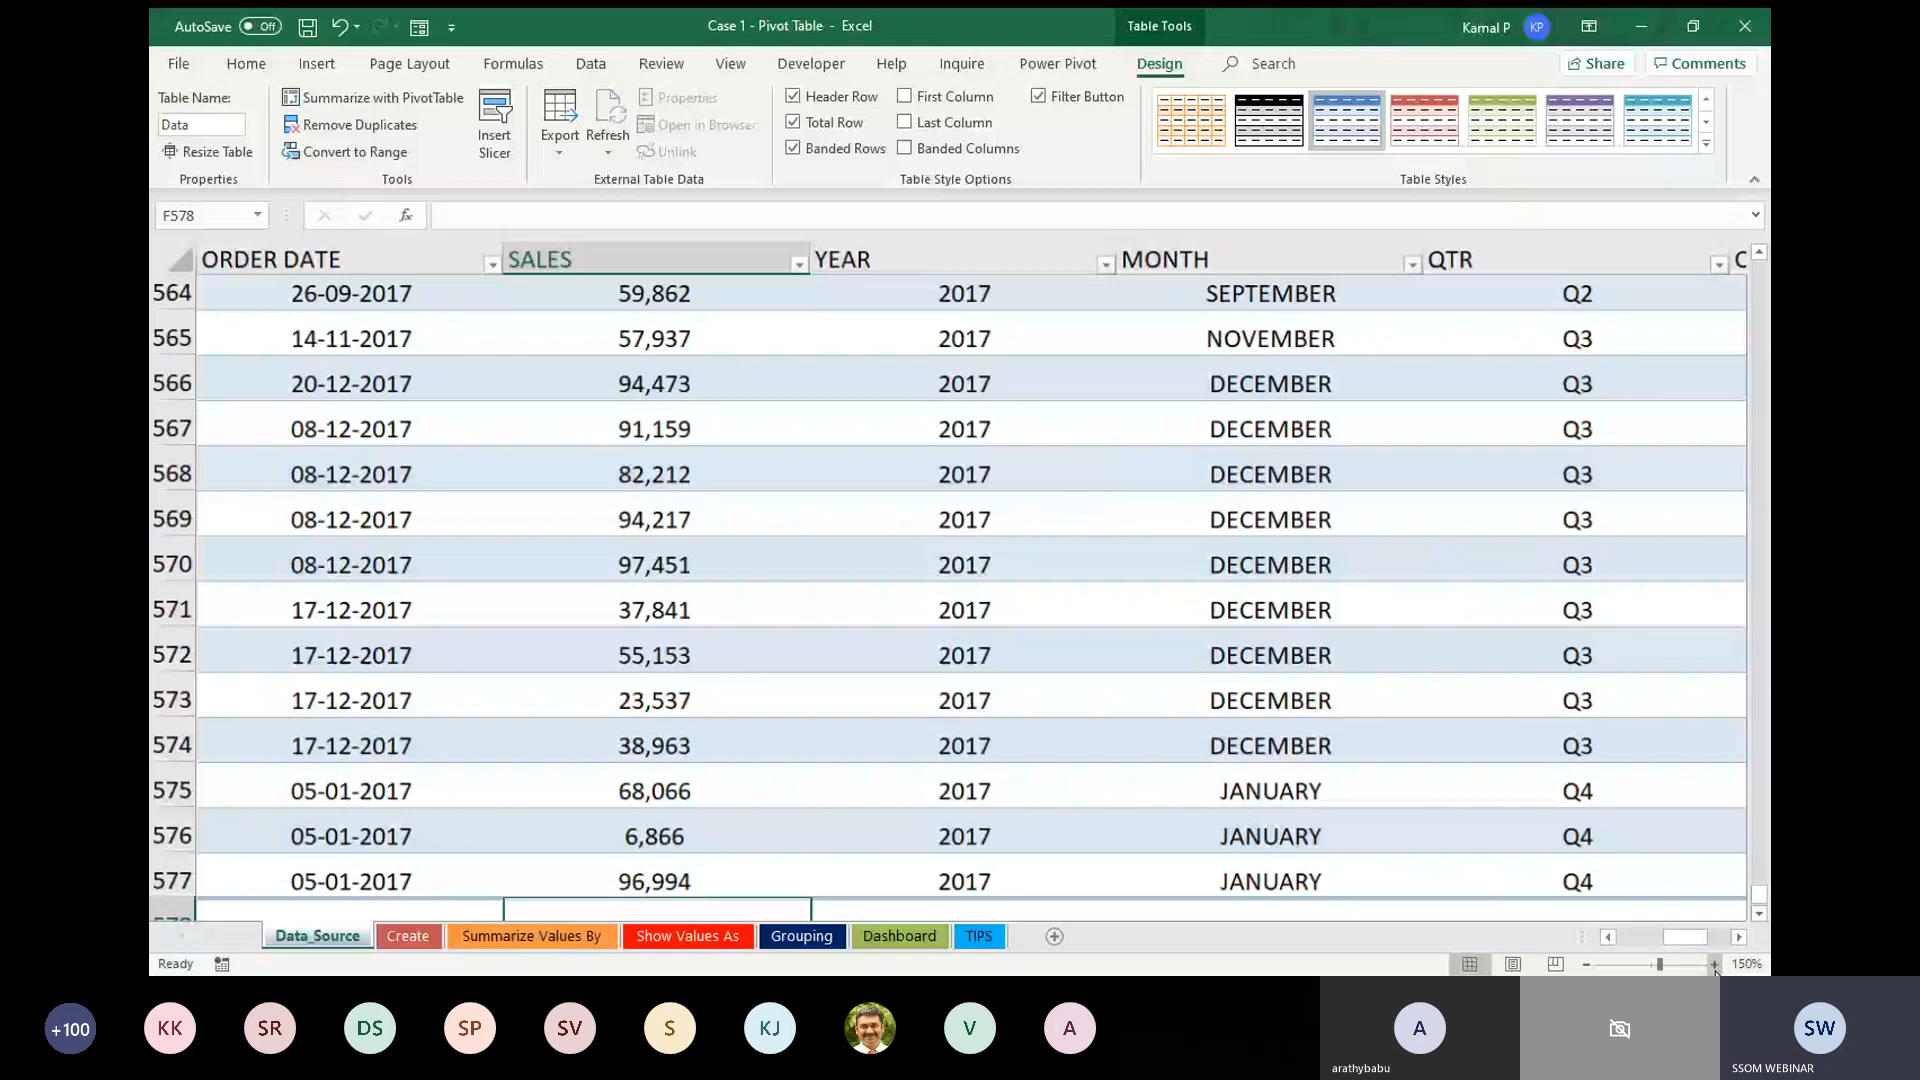 AutoSave Off Case 1 - Pivot Table - Excel Table Tools Kamal P KP
File Home Insert Page Layout Formulas Data Review View Developer Help Inquire Power Pivot Design Search Share Comments
Table Name: Summarize with PivotTable Properties Header Row First Column Filter Button
Data Remove Duplicates Insert Slicer Export Refresh Open in Browser Total Row Last Column
Resize Table Convert to Range Unlink Banded Rows Banded Columns
Properties Tools External Table Data Table Style Options Table Styles
F578 fx
ORDER DATE SALES YEAR MONTH QTR C
564 26-09-2017 59,862 2017 SEPTEMBER Q2
565 14-11-2017 57,937 2017 NOVEMBER Q3
566 20-12-2017 94,473 2017 DECEMBER Q3
567 08-12-2017 91,159 2017 DECEMBER Q3
568 08-12-2017 82,212 2017 DECEMBER Q3
569 08-12-2017 94,217 2017 DECEMBER Q3
570 08-12-2017 97,451 2017 DECEMBER Q3
571 17-12-2017 37,841 2017 DECEMBER Q3
572 17-12-2017 55,153 2017 DECEMBER Q3
573 17-12-2017 23,537 2017 DECEMBER Q3
574 17-12-2017 38,963 2017 DECEMBER Q3
575 05-01-2017 68,066 2017 JANUARY Q4
576 05-01-2017 6,866 2017 JANUARY Q4
577 05-01-2017 96,994 2017 JANUARY Q4
Data_Source Create Summarize Values By Show Values As Grouping Dashboard TIPS
Ready 150%
+100 KK SR DS SP SV S KJ V A A SW
arathybabu SSOM WEBINAR